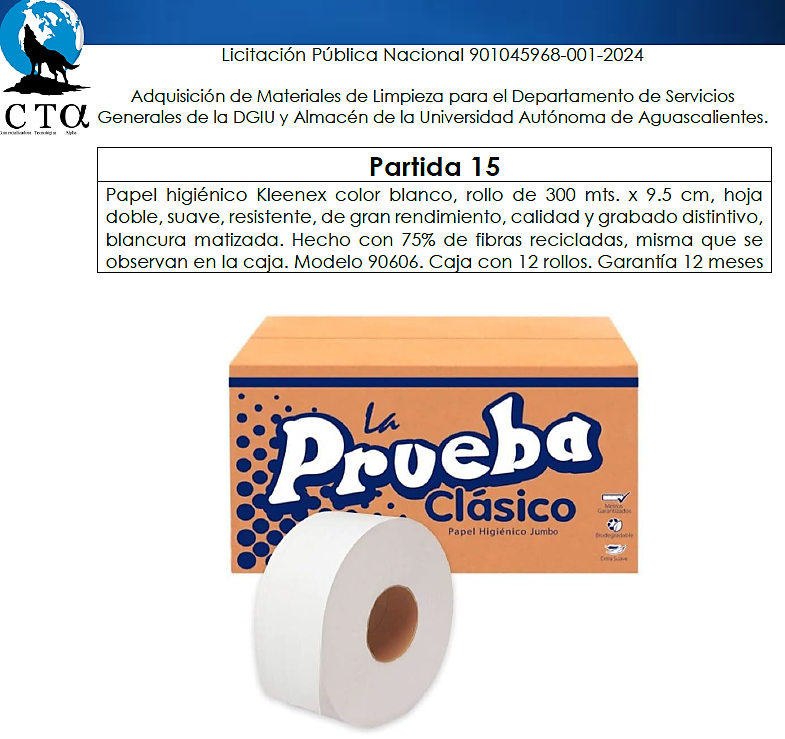 Licitación Pública Nacional 901045968-001-2024
Adquisición de Materiales de Limpieza para el Departamento de Servicios
Generales de la DGIU y Almacén de la Universidad Autónoma de Aguascalientes.
CTα
Comercializadora Tecnológica Alpha
Partida 15
Papel higiénico Kleenex color blanco, rollo de 300 mts. x 9.5 cm, hoja
doble, suave, resistente, de gran rendimiento, calidad y grabado distintivo,
blancura matizada. Hecho con 75% de fibras recicladas, misma que se
observan en la caja. Modelo 90606. Caja con 12 rollos. Garantía 12 meses
La
Prueba
Clásico
Papel Higiénico Jumbo
Metros
Garantizados
Biodegradable
Extra Suave